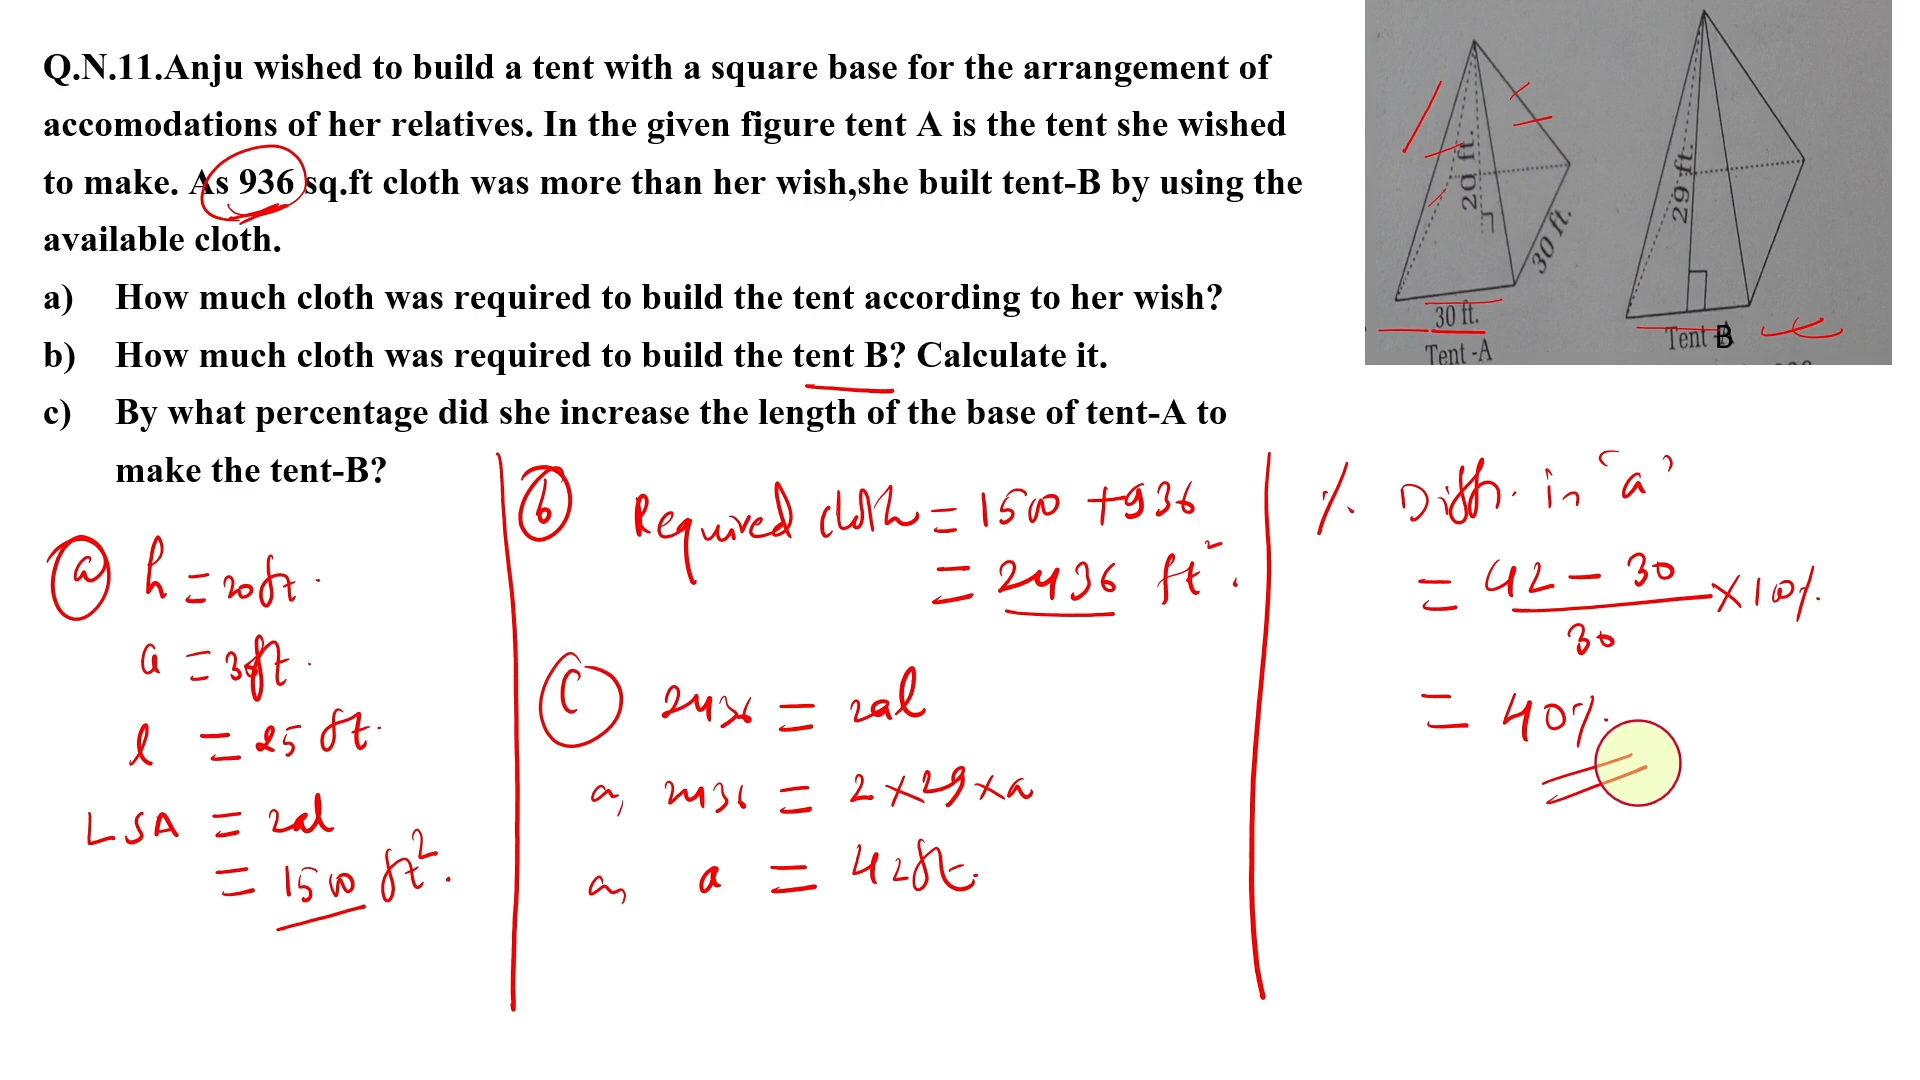 Q.N.11.Anju wished to build a tent with a square base for the arrangement of
accomodations of her relatives. In the given figure tent A is the tent she wished
to make. As 936 sq.ft cloth was more than her wish,she built tent-B by using the
available cloth.
a) How much cloth was required to build the tent according to her wish?
b) How much cloth was required to build the tent B? Calculate it.
c) By what percentage did she increase the length of the base of tent-A to
make the tent-B?
20 ft.
30 ft.
30 ft.
Tent -A
29 ft.
Tent B
(a) h = 20ft.
a = 30ft.
l = 25 ft.
LSA = 2al
= 1500 ft².
(b) Required cloth = 1500 + 936
= 2436 ft².
(c) 2436 = 2al
or, 2436 = 2×29×a
or, a = 42ft.
% Diff. in 'a'
= 42 - 30
30
×100%.
= 40%.